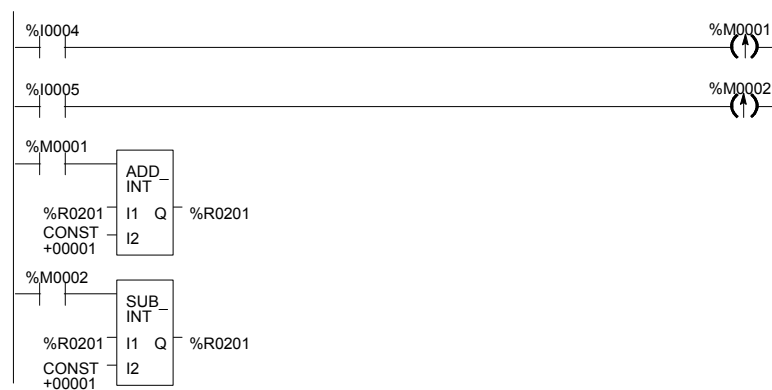 %I0004 %M0001
%I0005 %M0002
%M0001
ADD_
INT
%R0201 I1 Q %R0201
CONST I2
+00001
%M0002
SUB_
INT
%R0201 I1 Q %R0201
CONST I2
+00001